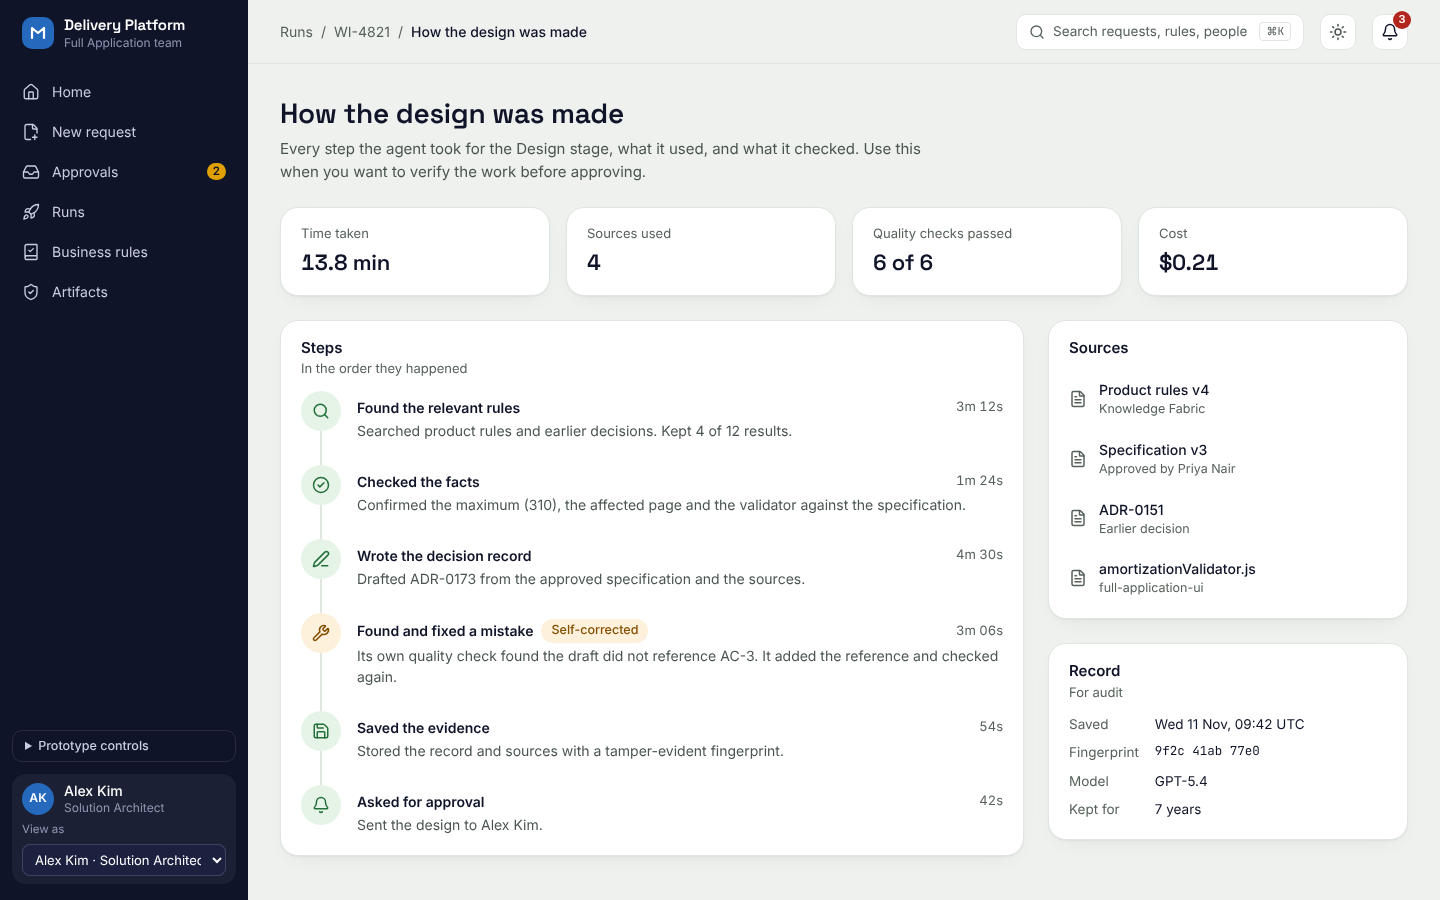 Delivery Platform
Full Application team
Home
New request
Approvals 2
Runs
Business rules
Artifacts
Prototype controls
AK Alex Kim
Solution Architect
View as
Alex Kim · Solution Architec
Runs / WI-4821 / How the design was made
Search requests, rules, people ⌘K
3
How the design was made
Every step the agent took for the Design stage, what it used, and what it checked. Use this
when you want to verify the work before approving.
Time taken
13.8 min
Sources used
4
Quality checks passed
6 of 6
Cost
$0.21
Steps
In the order they happened
Found the relevant rules 3m 12s
Searched product rules and earlier decisions. Kept 4 of 12 results.
Checked the facts 1m 24s
Confirmed the maximum (310), the affected page and the validator against the specification.
Wrote the decision record 4m 30s
Drafted ADR-0173 from the approved specification and the sources.
Found and fixed a mistake Self-corrected 3m 06s
Its own quality check found the draft did not reference AC-3. It added the reference and checked
again.
Saved the evidence 54s
Stored the record and sources with a tamper-evident fingerprint.
Asked for approval 42s
Sent the design to Alex Kim.
Sources
Product rules v4
Knowledge Fabric
Specification v3
Approved by Priya Nair
ADR-0151
Earlier decision
amortizationValidator.js
full-application-ui
Record
For audit
Saved Wed 11 Nov, 09:42 UTC
Fingerprint 9f2c 41ab 77e0
Model GPT-5.4
Kept for 7 years